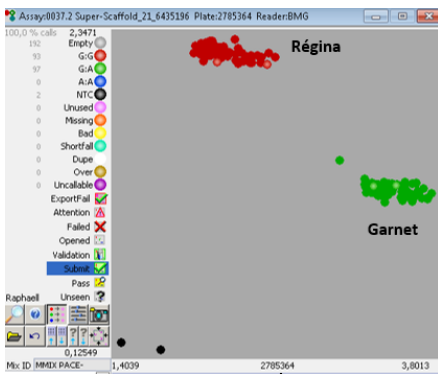 Assay:0037.2 Super-Scaffold_21_6435196 Plate:2785364 Reader:BMG
100,0 % calls 2,3471
192 Empty
93 G:G
97 G:A
0 A:A
2 NTC
0 Unused
0 Missing
0 Bad
0 Shortfall
0 Dupe
0 Over
0 Uncallable
ExportFail
Attention
Failed
Opened
Validation
Submit
Pass
Raphaell Unseen
Régina
Garnet
0,12549
Mix ID MMIX PACE- 1,4039 2785364 3,8013